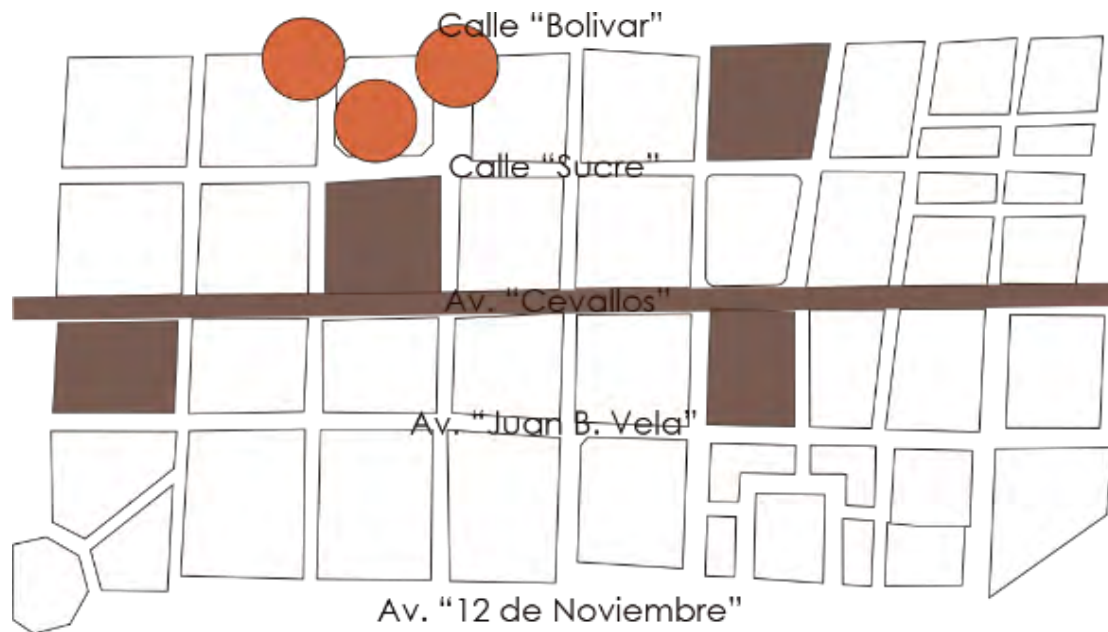 Calle “Bolivar”
Calle “Sucre”
Av. “Cevallos”
Av. “Juan B. Vela”
Av. “12 de Noviembre”